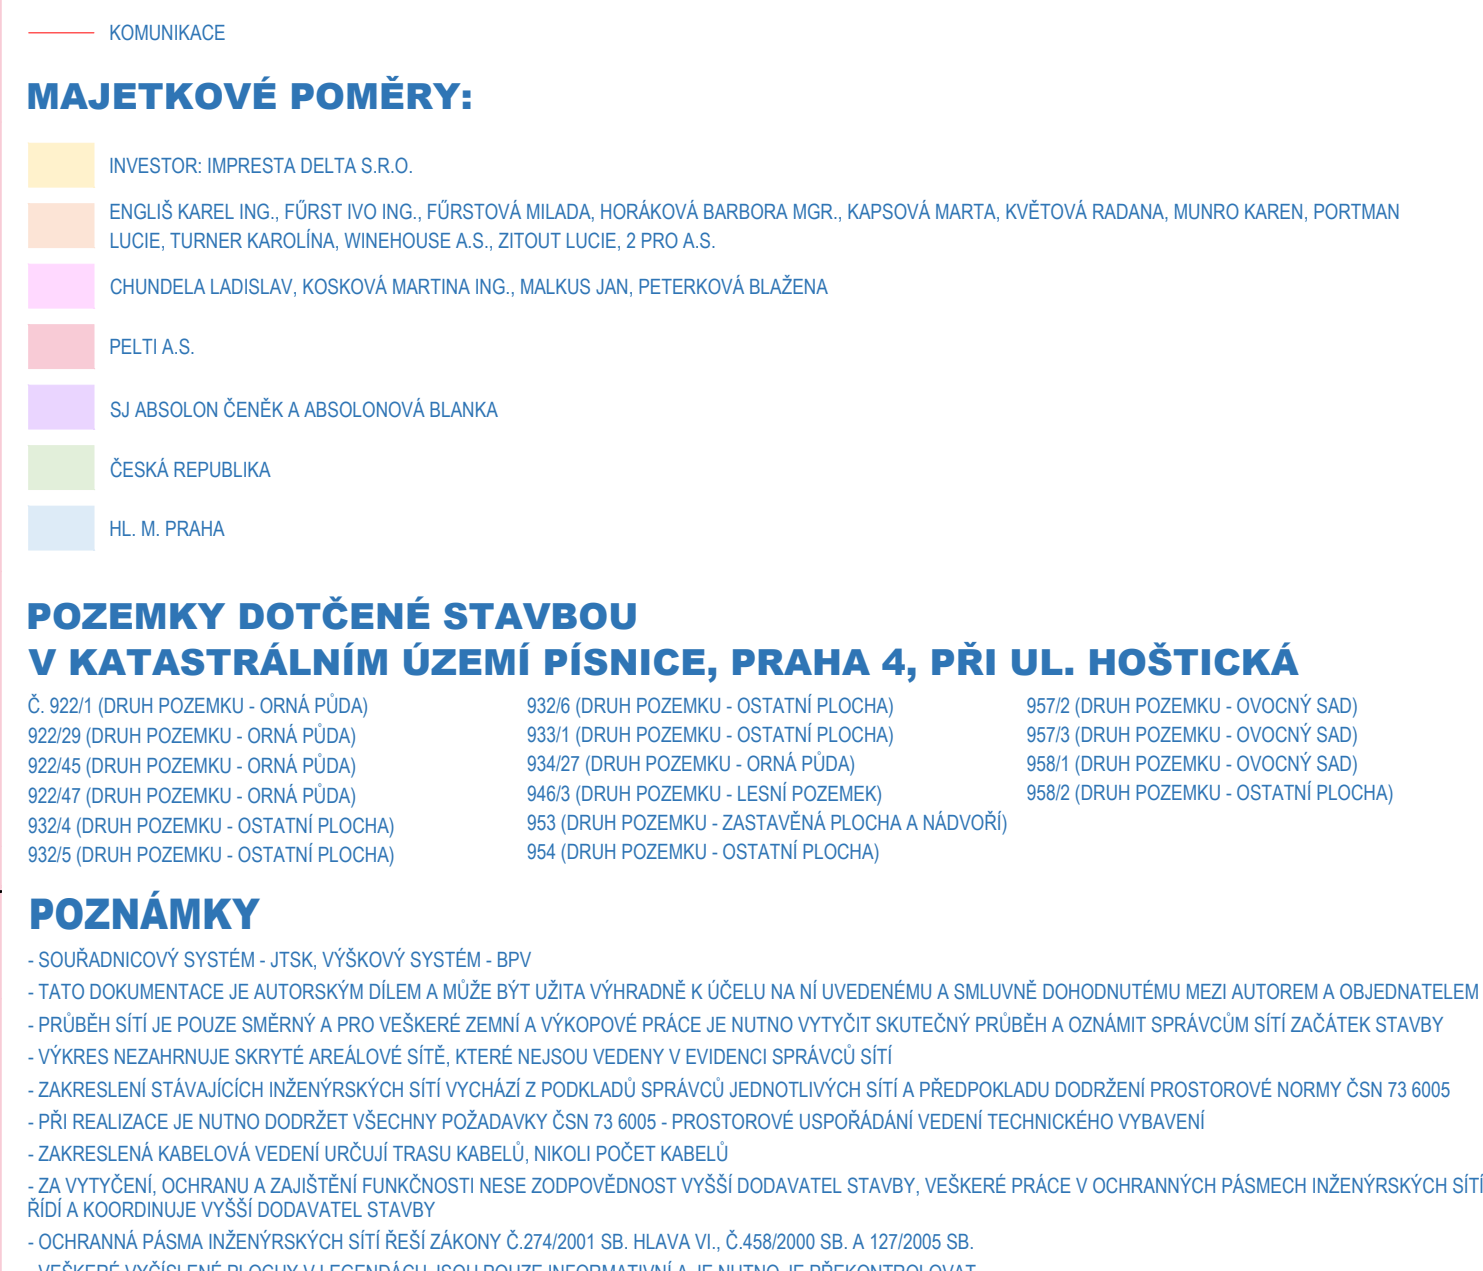 KOMUNIKACE
MAJETKOVÉ POMĚRY:
INVESTOR: IMPRESTA DELTA S.R.O.
ENGLIŠ KAREL ING., FŰRST IVO ING., FŰRSTOVÁ MILADA, HORÁKOVÁ BARBORA MGR., KAPSOVÁ MARTA, KVĚTOVÁ RADANA, MUNRO KAREN, PORTMAN
LUCIE, TURNER KAROLÍNA, WINEHOUSE A.S., ZITOUT LUCIE, 2 PRO A.S.
CHUNDELA LADISLAV, KOSKOVÁ MARTINA ING., MALKUS JAN, PETERKOVÁ BLAŽENA
PELTI A.S.
SJ ABSOLON ČENĚK A ABSOLONOVÁ BLANKA
ČESKÁ REPUBLIKA
HL. M. PRAHA
POZEMKY DOTČENÉ STAVBOU
V KATASTRÁLNÍM ÚZEMÍ PÍSNICE, PRAHA 4, PŘI UL. HOŠTICKÁ
Č. 922/1 (DRUH POZEMKU - ORNÁ PŮDA)
922/29 (DRUH POZEMKU - ORNÁ PŮDA)
922/45 (DRUH POZEMKU - ORNÁ PŮDA)
922/47 (DRUH POZEMKU - ORNÁ PŮDA)
932/4 (DRUH POZEMKU - OSTATNÍ PLOCHA)
932/5 (DRUH POZEMKU - OSTATNÍ PLOCHA)
932/6 (DRUH POZEMKU - OSTATNÍ PLOCHA)
933/1 (DRUH POZEMKU - OSTATNÍ PLOCHA)
934/27 (DRUH POZEMKU - ORNÁ PŮDA)
946/3 (DRUH POZEMKU - LESNÍ POZEMEK)
953 (DRUH POZEMKU - ZASTAVĚNÁ PLOCHA A NÁDVOŘÍ)
954 (DRUH POZEMKU - OSTATNÍ PLOCHA)
957/2 (DRUH POZEMKU - OVOCNÝ SAD)
957/3 (DRUH POZEMKU - OVOCNÝ SAD)
958/1 (DRUH POZEMKU - OVOCNÝ SAD)
958/2 (DRUH POZEMKU - OSTATNÍ PLOCHA)
POZNÁMKY
- SOUŘADNICOVÝ SYSTÉM - JTSK, VÝŠKOVÝ SYSTÉM - BPV
- TATO DOKUMENTACE JE AUTORSKÝM DÍLEM A MŮŽE BÝT UŽITA VÝHRADNĚ K ÚČELU NA NÍ UVEDENÉMU A SMLUVNĚ DOHODNUTÉMU MEZI AUTOREM A OBJEDNATELEM
- PRŮBĚH SÍTÍ JE POUZE SMĚRNÝ A PRO VEŠKERÉ ZEMNÍ A VÝKOPOVÉ PRÁCE JE NUTNO VYTYČIT SKUTEČNÝ PRŮBĚH A OZNÁMIT SPRÁVCŮM SÍTÍ ZAČÁTEK STAVBY
- VÝKRES NEZAHRNUJE SKRYTÉ AREÁLOVÉ SÍTĚ, KTERÉ NEJSOU VEDENY V EVIDENCI SPRÁVCŮ SÍTÍ
- ZAKRESLENÍ STÁVAJÍCÍCH INŽENÝRSKÝCH SÍTÍ VYCHÁZÍ Z PODKLADŮ SPRÁVCŮ JEDNOTLIVÝCH SÍTÍ A PŘEDPOKLADU DODRŽENÍ PROSTOROVÉ NORMY ČSN 73 6005
- PŘI REALIZACE JE NUTNO DODRŽET VŠECHNY POŽADAVKY ČSN 73 6005 - PROSTOROVÉ USPOŘÁDÁNÍ VEDENÍ TECHNICKÉHO VYBAVENÍ
- ZAKRESLENÁ KABELOVÁ VEDENÍ URČUJÍ TRASU KABELŮ, NIKOLI POČET KABELŮ
- ZA VYTYČENÍ, OCHRANU A ZAJIŠTĚNÍ FUNKČNOSTI NESE ZODPOVĚDNOST VYŠŠÍ DODAVATEL STAVBY, VEŠKERÉ PRÁCE V OCHRANNÝCH PÁSMECH INŽENÝRSKÝCH SÍTÍ
ŘÍDÍ A KOORDINUJE VYŠŠÍ DODAVATEL STAVBY
- OCHRANNÁ PÁSMA INŽENÝRSKÝCH SÍTÍ ŘEŠÍ ZÁKONY Č.274/2001 SB. HLAVA VI., Č.458/2000 SB. A 127/2005 SB.
- VEŠKERÉ VYČÍSLENÉ PLOCHY V LEGENDÁCH JSOU POUZE INFORMATIVNÍ A JE NUTNO JE PŘEKONTROLOVAT